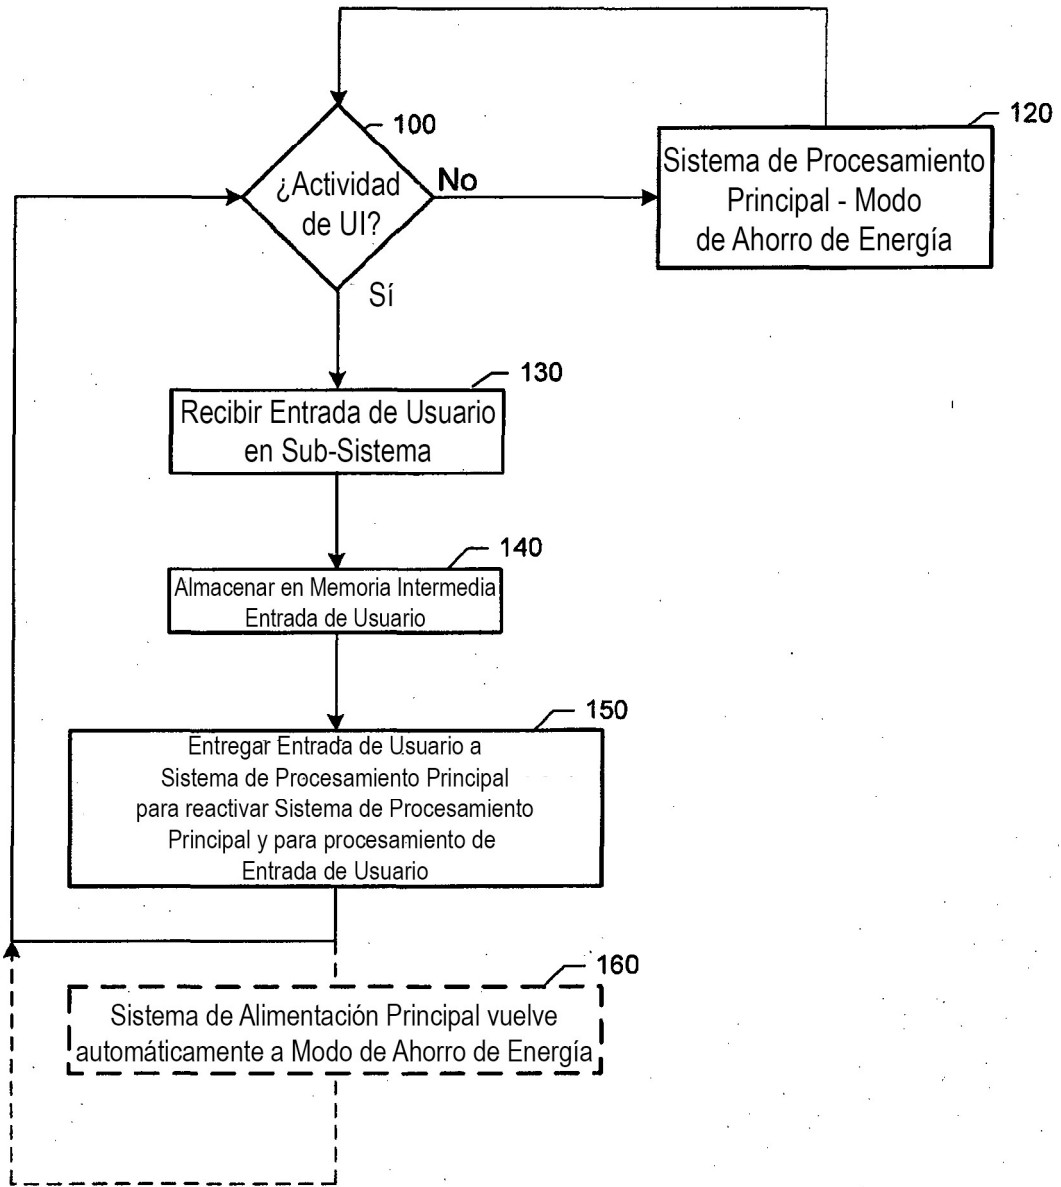 100
¿Actividad
de UI?
No
Sí
120
Sistema de Procesamiento
Principal - Modo
de Ahorro de Energía
130
Recibir Entrada de Usuario
en Sub-Sistema
140
Almacenar en Memoria Intermedia
Entrada de Usuario
150
Entregar Entrada de Usuario a
Sistema de Procesamiento Principal
para reactivar Sistema de Procesamiento
Principal y para procesamiento de
Entrada de Usuario
160
Sistema de Alimentación Principal vuelve
automáticamente a Modo de Ahorro de Energía